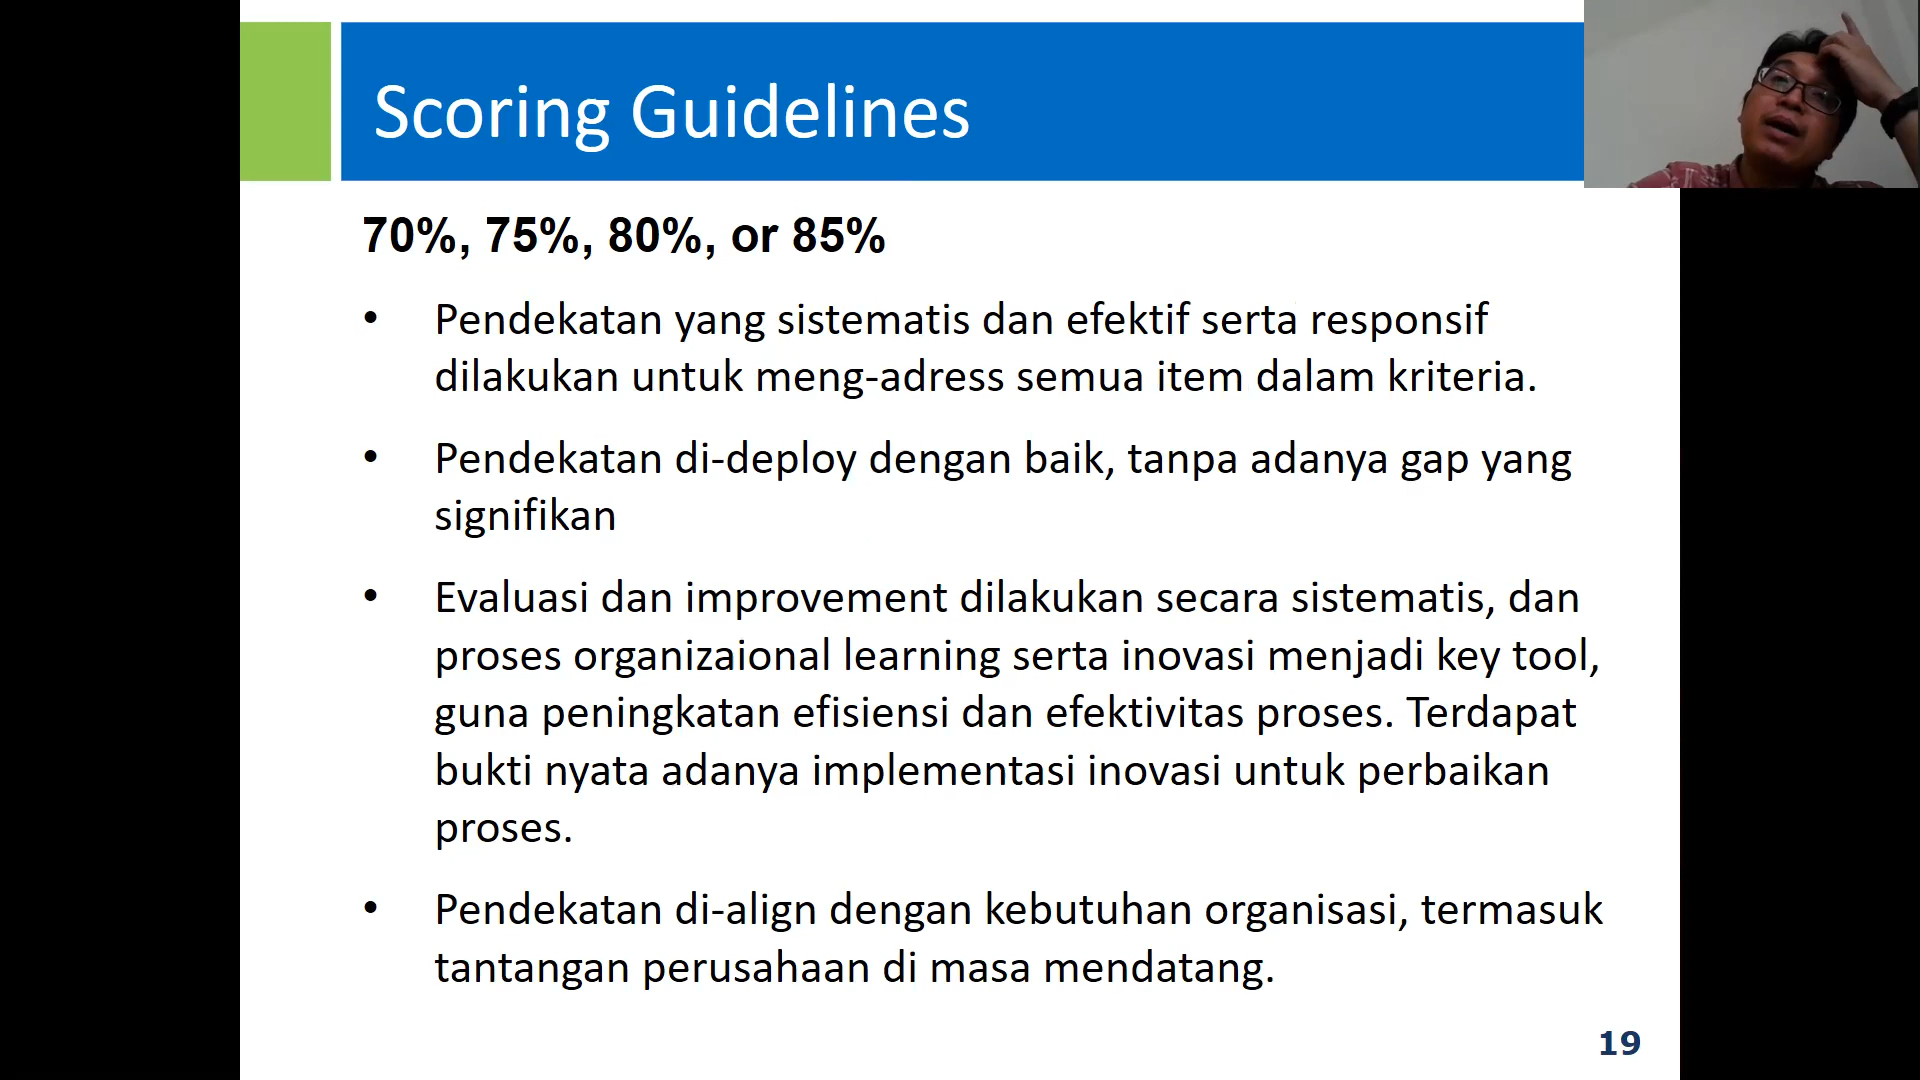 Scoring Guidelines
70%, 75%, 80%, or 85%
• Pendekatan yang sistematis dan efektif serta responsif
dilakukan untuk meng-adress semua item dalam kriteria.
• Pendekatan di-deploy dengan baik, tanpa adanya gap yang
signifikan
• Evaluasi dan improvement dilakukan secara sistematis, dan
proses organizaional learning serta inovasi menjadi key tool,
guna peningkatan efisiensi dan efektivitas proses. Terdapat
bukti nyata adanya implementasi inovasi untuk perbaikan
proses.
• Pendekatan di-align dengan kebutuhan organisasi, termasuk
tantangan perusahaan di masa mendatang.
19